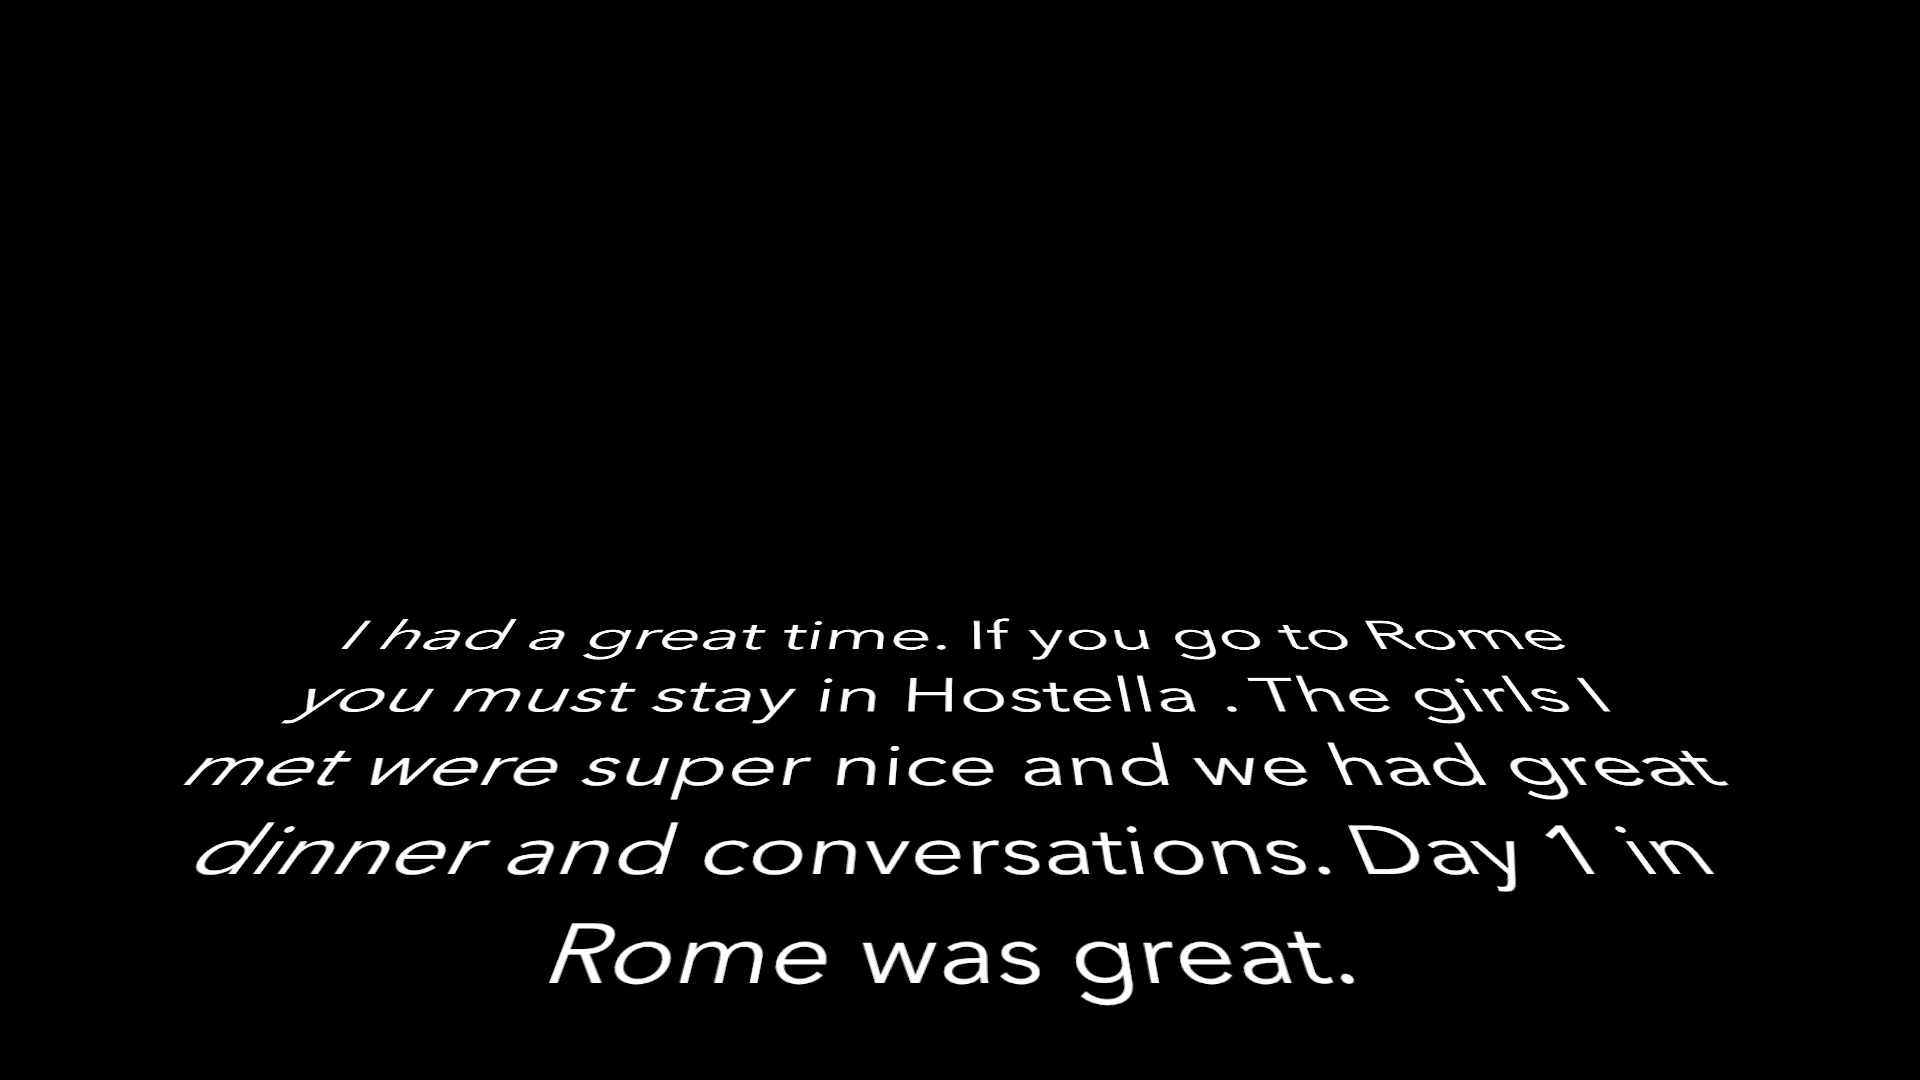 I had a great time. If you go to Rome
you must stay in Hostella . The girls I
met were super nice and we had great
dinner and conversations. Day 1 in
Rome was great.